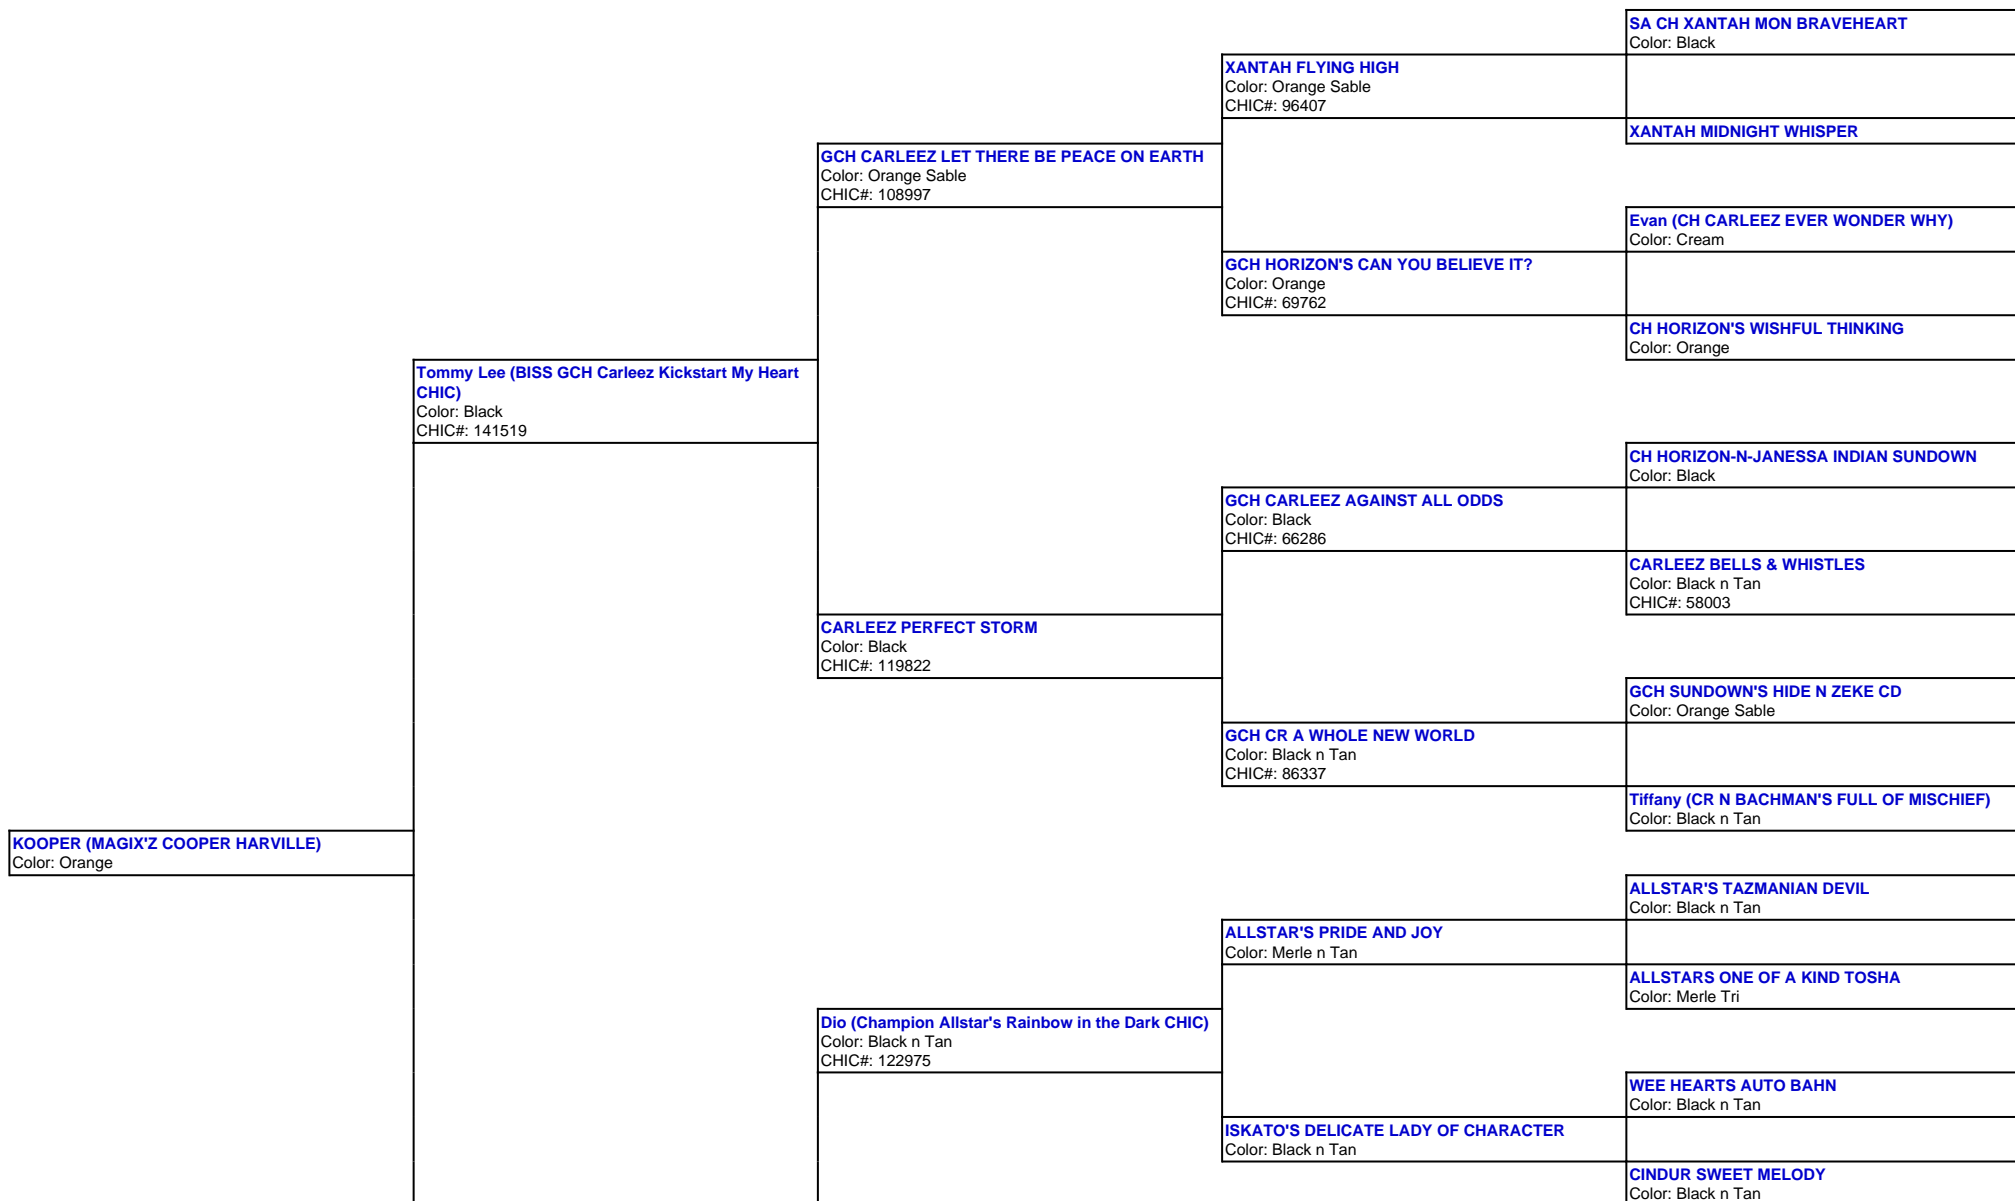 SA CH XANTAH MON BRAVEHEART
Color: Black
XANTAH FLYING HIGH
Color: Orange Sable
CHIC#: 96407
XANTAH MIDNIGHT WHISPER
GCH CARLEEZ LET THERE BE PEACE ON EARTH
Color: Orange Sable
CHIC#: 108997
Evan (CH CARLEEZ EVER WONDER WHY)
Color: Cream
GCH HORIZON'S CAN YOU BELIEVE IT?
Color: Orange
CHIC#: 69762
CH HORIZON'S WISHFUL THINKING
Color: Orange
Tommy Lee (BISS GCH Carleez Kickstart My Heart
CHIC)
Color: Black
CHIC#: 141519
CH HORIZON-N-JANESSA INDIAN SUNDOWN
Color: Black
GCH CARLEEZ AGAINST ALL ODDS
Color: Black
CHIC#: 66286
CARLEEZ BELLS & WHISTLES
Color: Black n Tan
CHIC#: 58003
CARLEEZ PERFECT STORM
Color: Black
CHIC#: 119822
GCH SUNDOWN'S HIDE N ZEKE CD
Color: Orange Sable
GCH CR A WHOLE NEW WORLD
Color: Black n Tan
CHIC#: 86337
Tiffany (CR N BACHMAN'S FULL OF MISCHIEF)
Color: Black n Tan
KOOPER (MAGIX'Z COOPER HARVILLE)
Color: Orange
ALLSTAR'S TAZMANIAN DEVIL
Color: Black n Tan
ALLSTAR'S PRIDE AND JOY
Color: Merle n Tan
ALLSTARS ONE OF A KIND TOSHA
Color: Merle Tri
Dio (Champion Allstar's Rainbow in the Dark CHIC)
Color: Black n Tan
CHIC#: 122975
WEE HEARTS AUTO BAHN
Color: Black n Tan
ISKATO'S DELICATE LADY OF CHARACTER
Color: Black n Tan
CINDUR SWEET MELODY
Color: Black n Tan